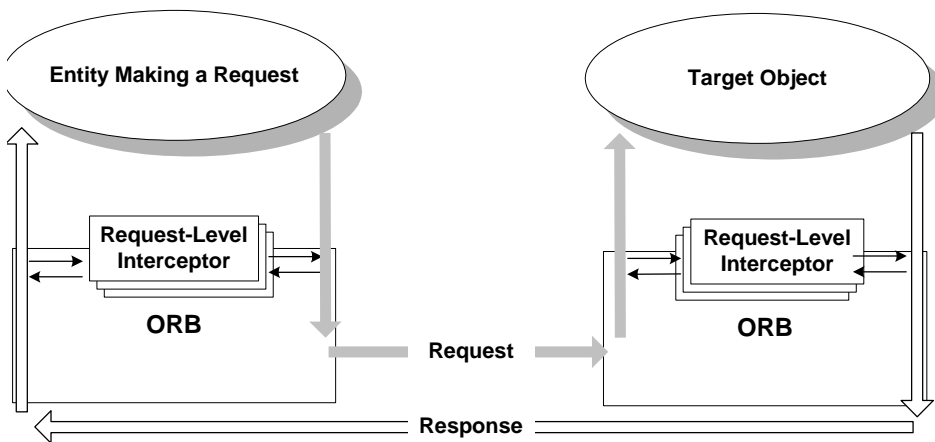 Entity Making a Request
Target Object
Request-Level
Interceptor
ORB
Request-Level
Interceptor
ORB
Request
Response